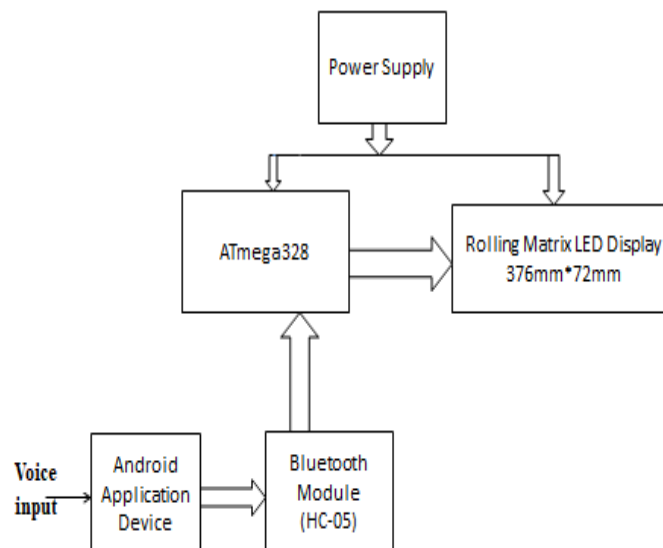 Power Supply
ATmega328
Rolling Matrix LED Display
376mm*72mm
Voice
input
Android
Application
Device
Bluetooth
Module
(HC-05)